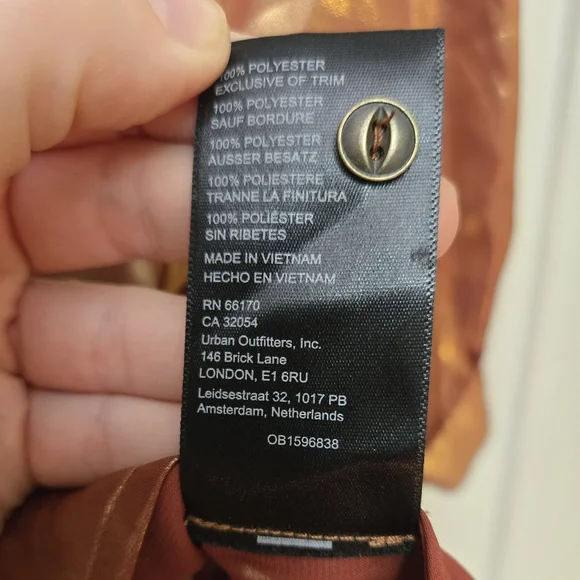 100% POLYESTER
EXCLUSIVE OF TRIM
100% POLYESTER
SAUF BORDURE
100% POLYESTER
AUSSER BESATZ
100% POLIESTERE
TRANNE LA FINITURA
100% POLIÉSTER
SIN RIBETES
MADE IN VIETNAM
HECHO EN VIETNAM
RN 66170
CA 32054
Urban Outfitters, Inc.
146 Brick Lane
LONDON, E1 6RU
Leidsestraat 32, 1017 PB
Amsterdam, Netherlands
OB1596838